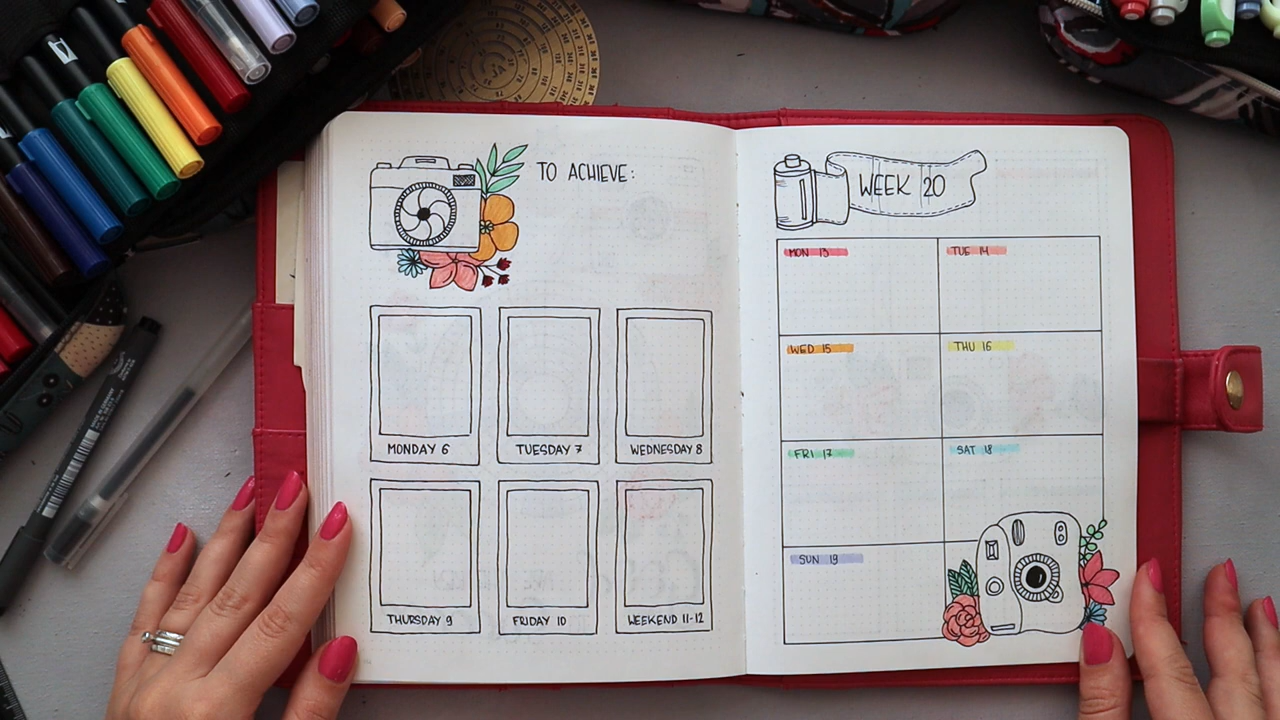 TO ACHIEVE:
MONDAY 6
TUESDAY 7
WEDNESDAY 8
THURSDAY 9
FRIDAY 10
WEEKEND 11-12
WEEK 20
MON 13
TUE 14
WED 15
THU 16
FRI 17
SAT 18
SUN 19